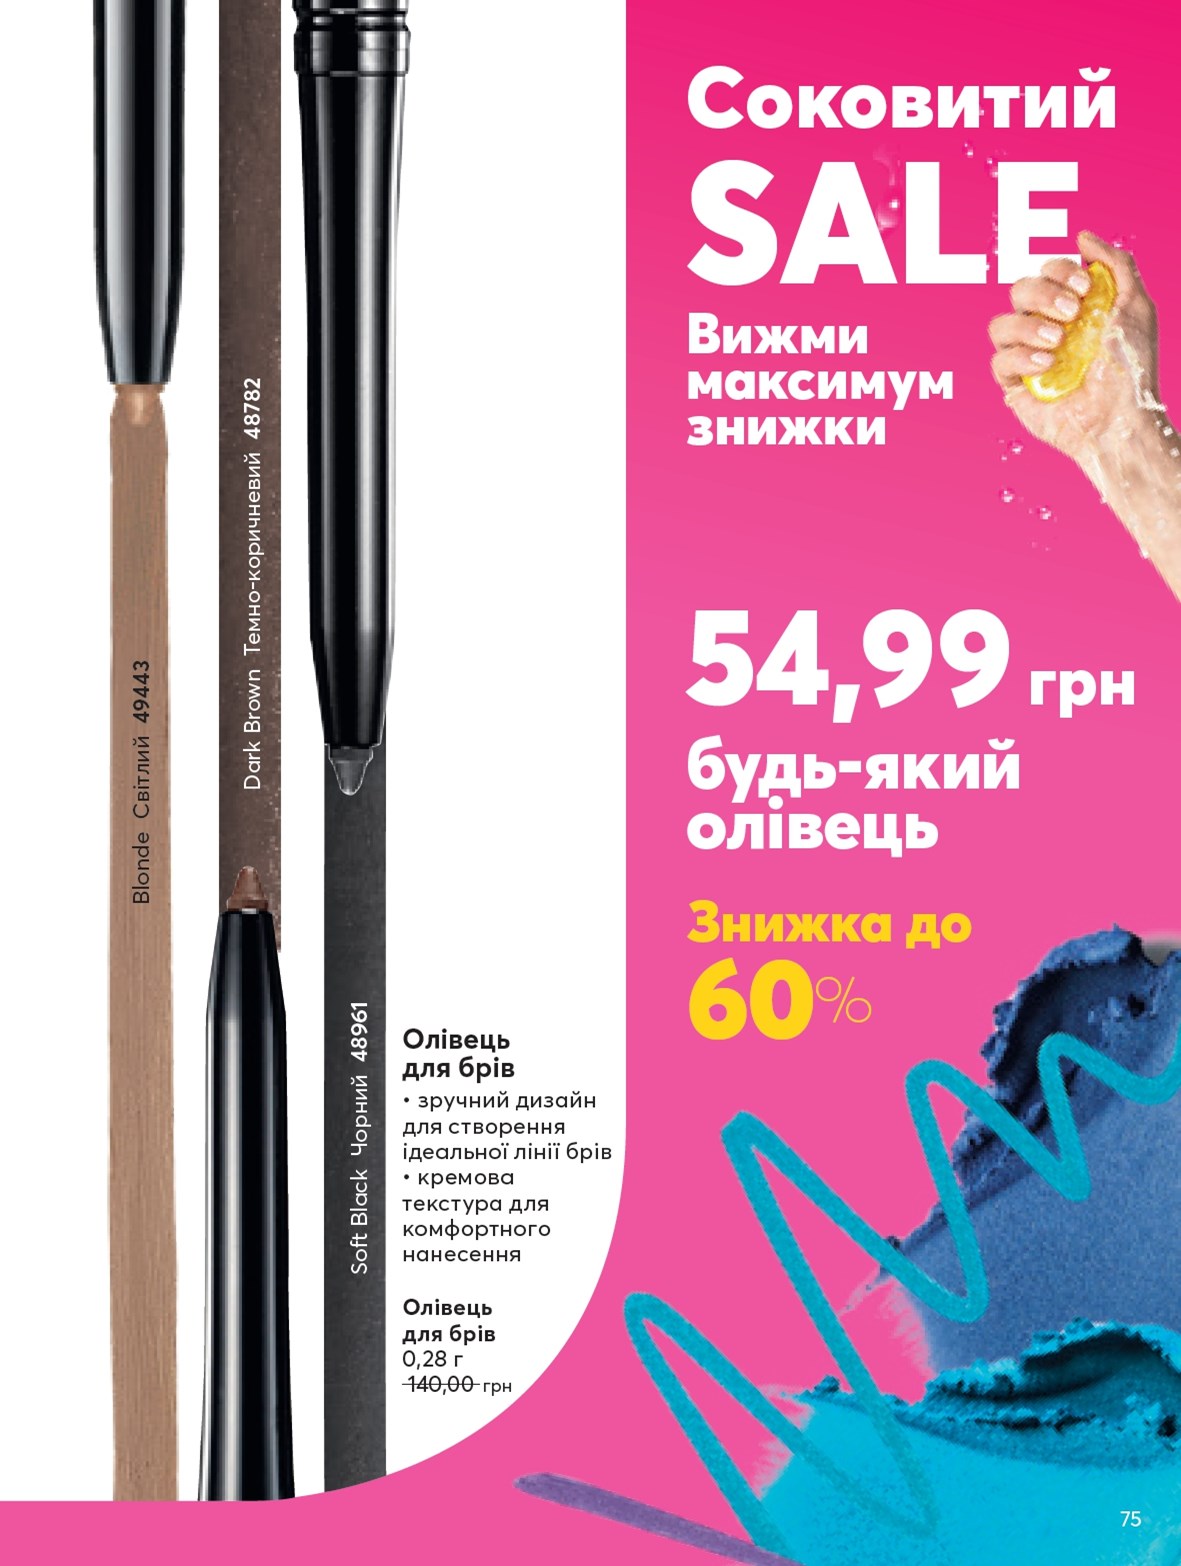 Blonde Світлий 49443
Dark Brown Темно-коричневий 48782
Soft Black Чорний 48961
Олівець
для брів
• зручний дизайн
для створення
ідеальної лінії брів
• кремова
текстура для
комфортного
нанесення
Олівець
для брів
0,28 г
140,00 грн
Соковитий
SALE
Вижми
максимум
знижки
54,99 грн
будь-який
олівець
Знижка до
60%
75